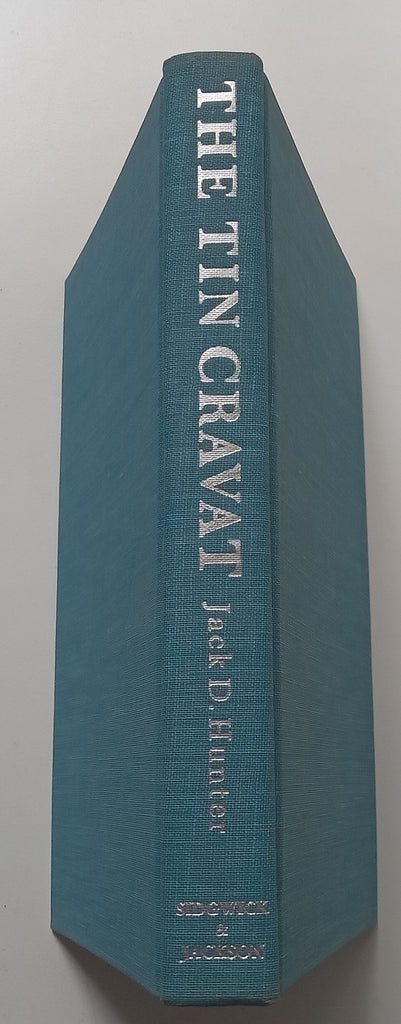 THE TIN CRAVAT Jack D. Hunter
SIDGWICK
&
JACKSON